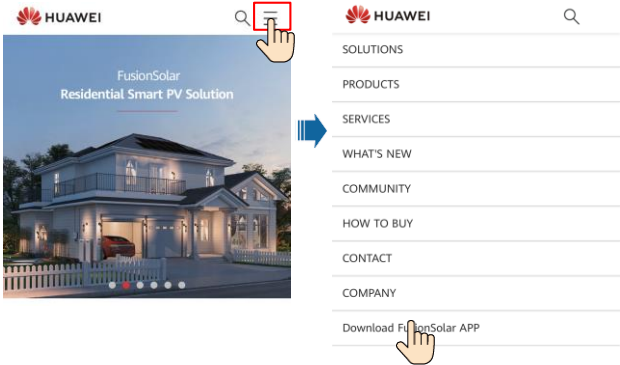 HUAWEI
FusionSolar
Residential Smart PV Solution
HUAWEI
SOLUTIONS
PRODUCTS
SERVICES
WHAT'S NEW
COMMUNITY
HOW TO BUY
CONTACT
COMPANY
Download FusionSolar APP